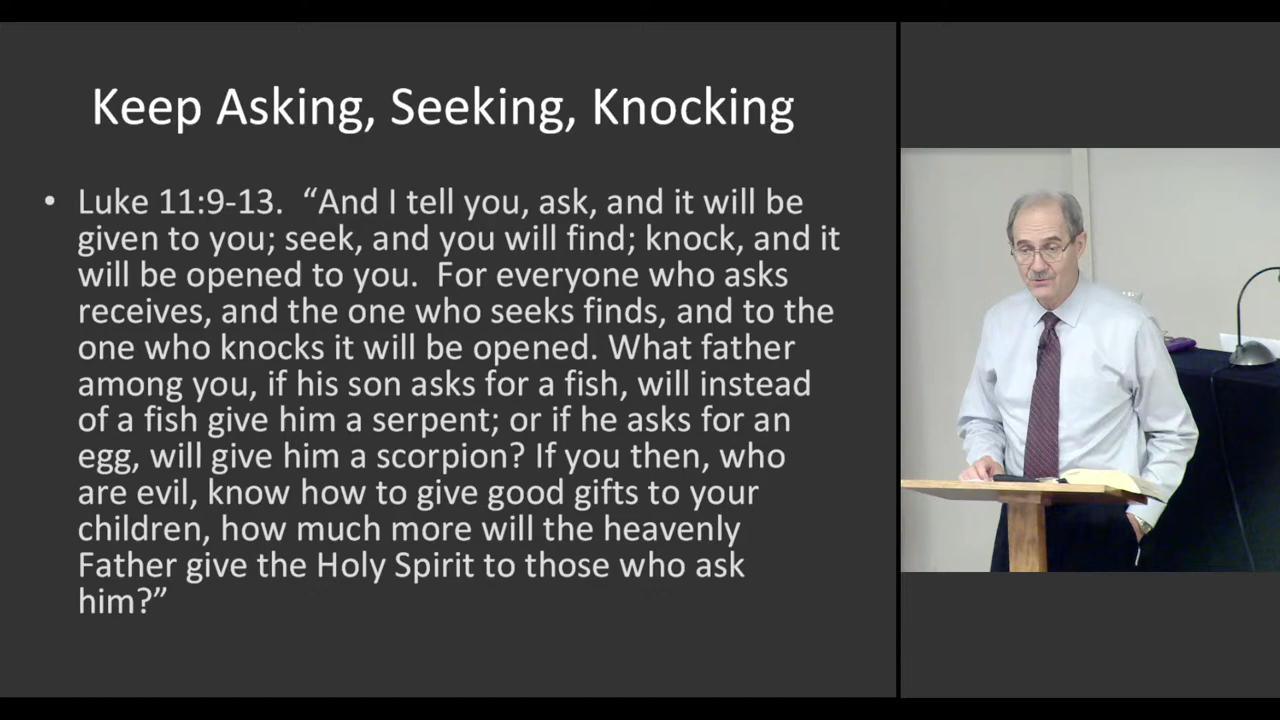 Keep Asking, Seeking, Knocking
• Luke 11:9-13.  “And I tell you, ask, and it will be
given to you; seek, and you will find; knock, and it
will be opened to you.  For everyone who asks
receives, and the one who seeks finds, and to the
one who knocks it will be opened. What father
among you, if his son asks for a fish, will instead
of a fish give him a serpent; or if he asks for an
egg, will give him a scorpion? If you then, who
are evil, know how to give good gifts to your
children, how much more will the heavenly
Father give the Holy Spirit to those who ask
him?”